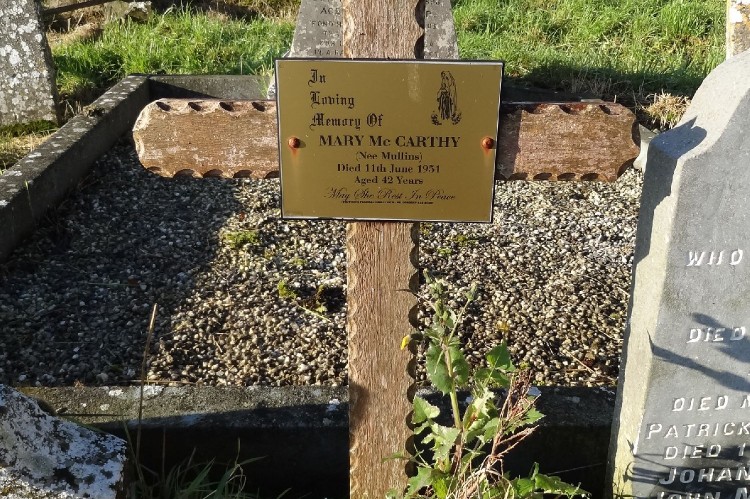 In
Loving
Memory Of
MARY Mc CARTHY
(Nee Mullins)
Died 11th June 1951
Aged 42 Years
May She Rest In Peace
WHO
DIED
DIED
PATRICK
DIED
JOHAN